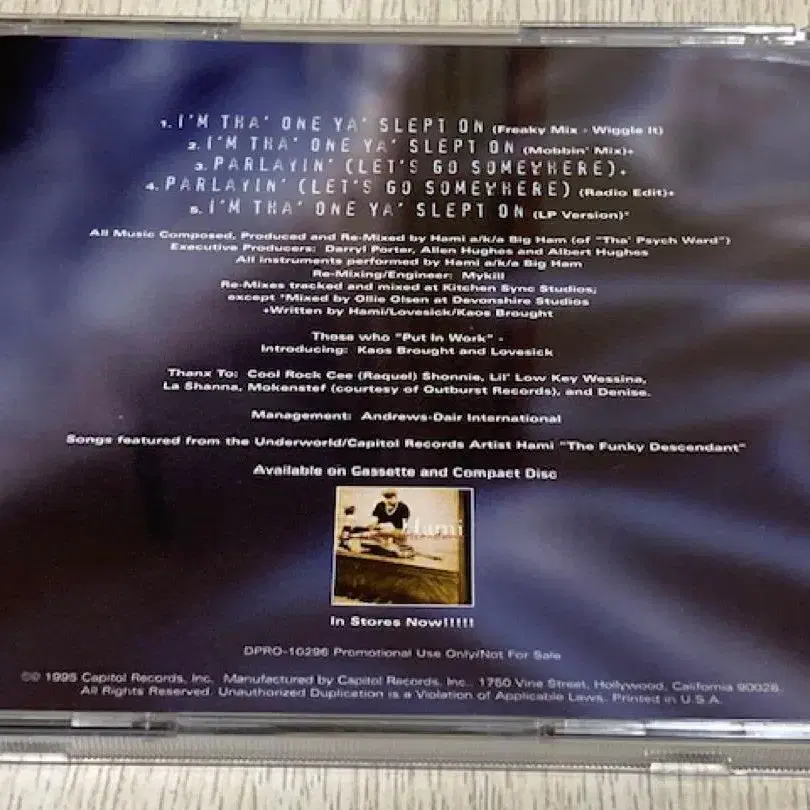 1. I'M THA' ONE YA' SLEPT ON (Freaky Mix - Wiggle It)
2. I'M THA' ONE YA' SLEPT ON (Mobbin' Mix)+
3. PARLAYIN' (LET'S GO SOMEWHERE)+
4. PARLAYIN' (LET'S GO SOMEWHERE) (Radio Edit)+
5. I'M THA' ONE YA' SLEPT ON (LP Version)*
All Music Composed, Produced and Re-Mixed by Hami a/k/a Big Ham (of "Tha' Psych Ward")
Executive Producers: Darryl Porter, Allen Hughes and Albert Hughes
All instruments performed by Hami a/k/a Big Ham
Re-Mixing/Engineer: Mykill
Re-Mixes tracked and mixed at Kitchen Sync Studios;
except *Mixed by Ollie Olsen at Devonshire Studios
+Written by Hami/Lovesick/Kaos Brought
Those who "Put In Work" -
Introducing: Kaos Brought and Lovesick
Thanx To: Cool Rock Cee (Raquel) Shonnie, Lil' Low Key Wessina,
La Shanna, Mokenstef (courtesy of Outburst Records), and Denise.
Management: Andrews-Dair International
Songs featured from the Underworld/Capitol Records Artist Hami "The Funky Descendant"
Available on Cassette and Compact Disc
Hami
In Stores Now!!!!!
DPRO-10296 Promotional Use Only/Not For Sale
℗© 1995 Capitol Records, Inc. Manufactured by Capitol Records, Inc., 1750 Vine Street, Hollywood, California 90028.
All Rights Reserved. Unauthorized Duplication is a Violation of Applicable Laws. Printed in U.S.A.